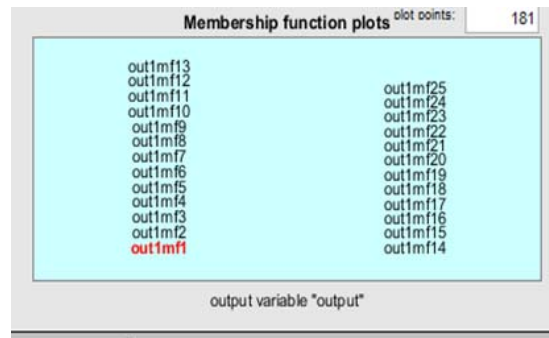 Membership function plots
plot points:
181
out1mf13
out1mf12
out1mf11
out1mf10
out1mf9
out1mf8
out1mf7
out1mf6
out1mf5
out1mf4
out1mf3
out1mf2
out1mf1
out1mf25
out1mf24
out1mf23
out1mf22
out1mf21
out1mf20
out1mf19
out1mf18
out1mf17
out1mf16
out1mf15
out1mf14
output variable "output"